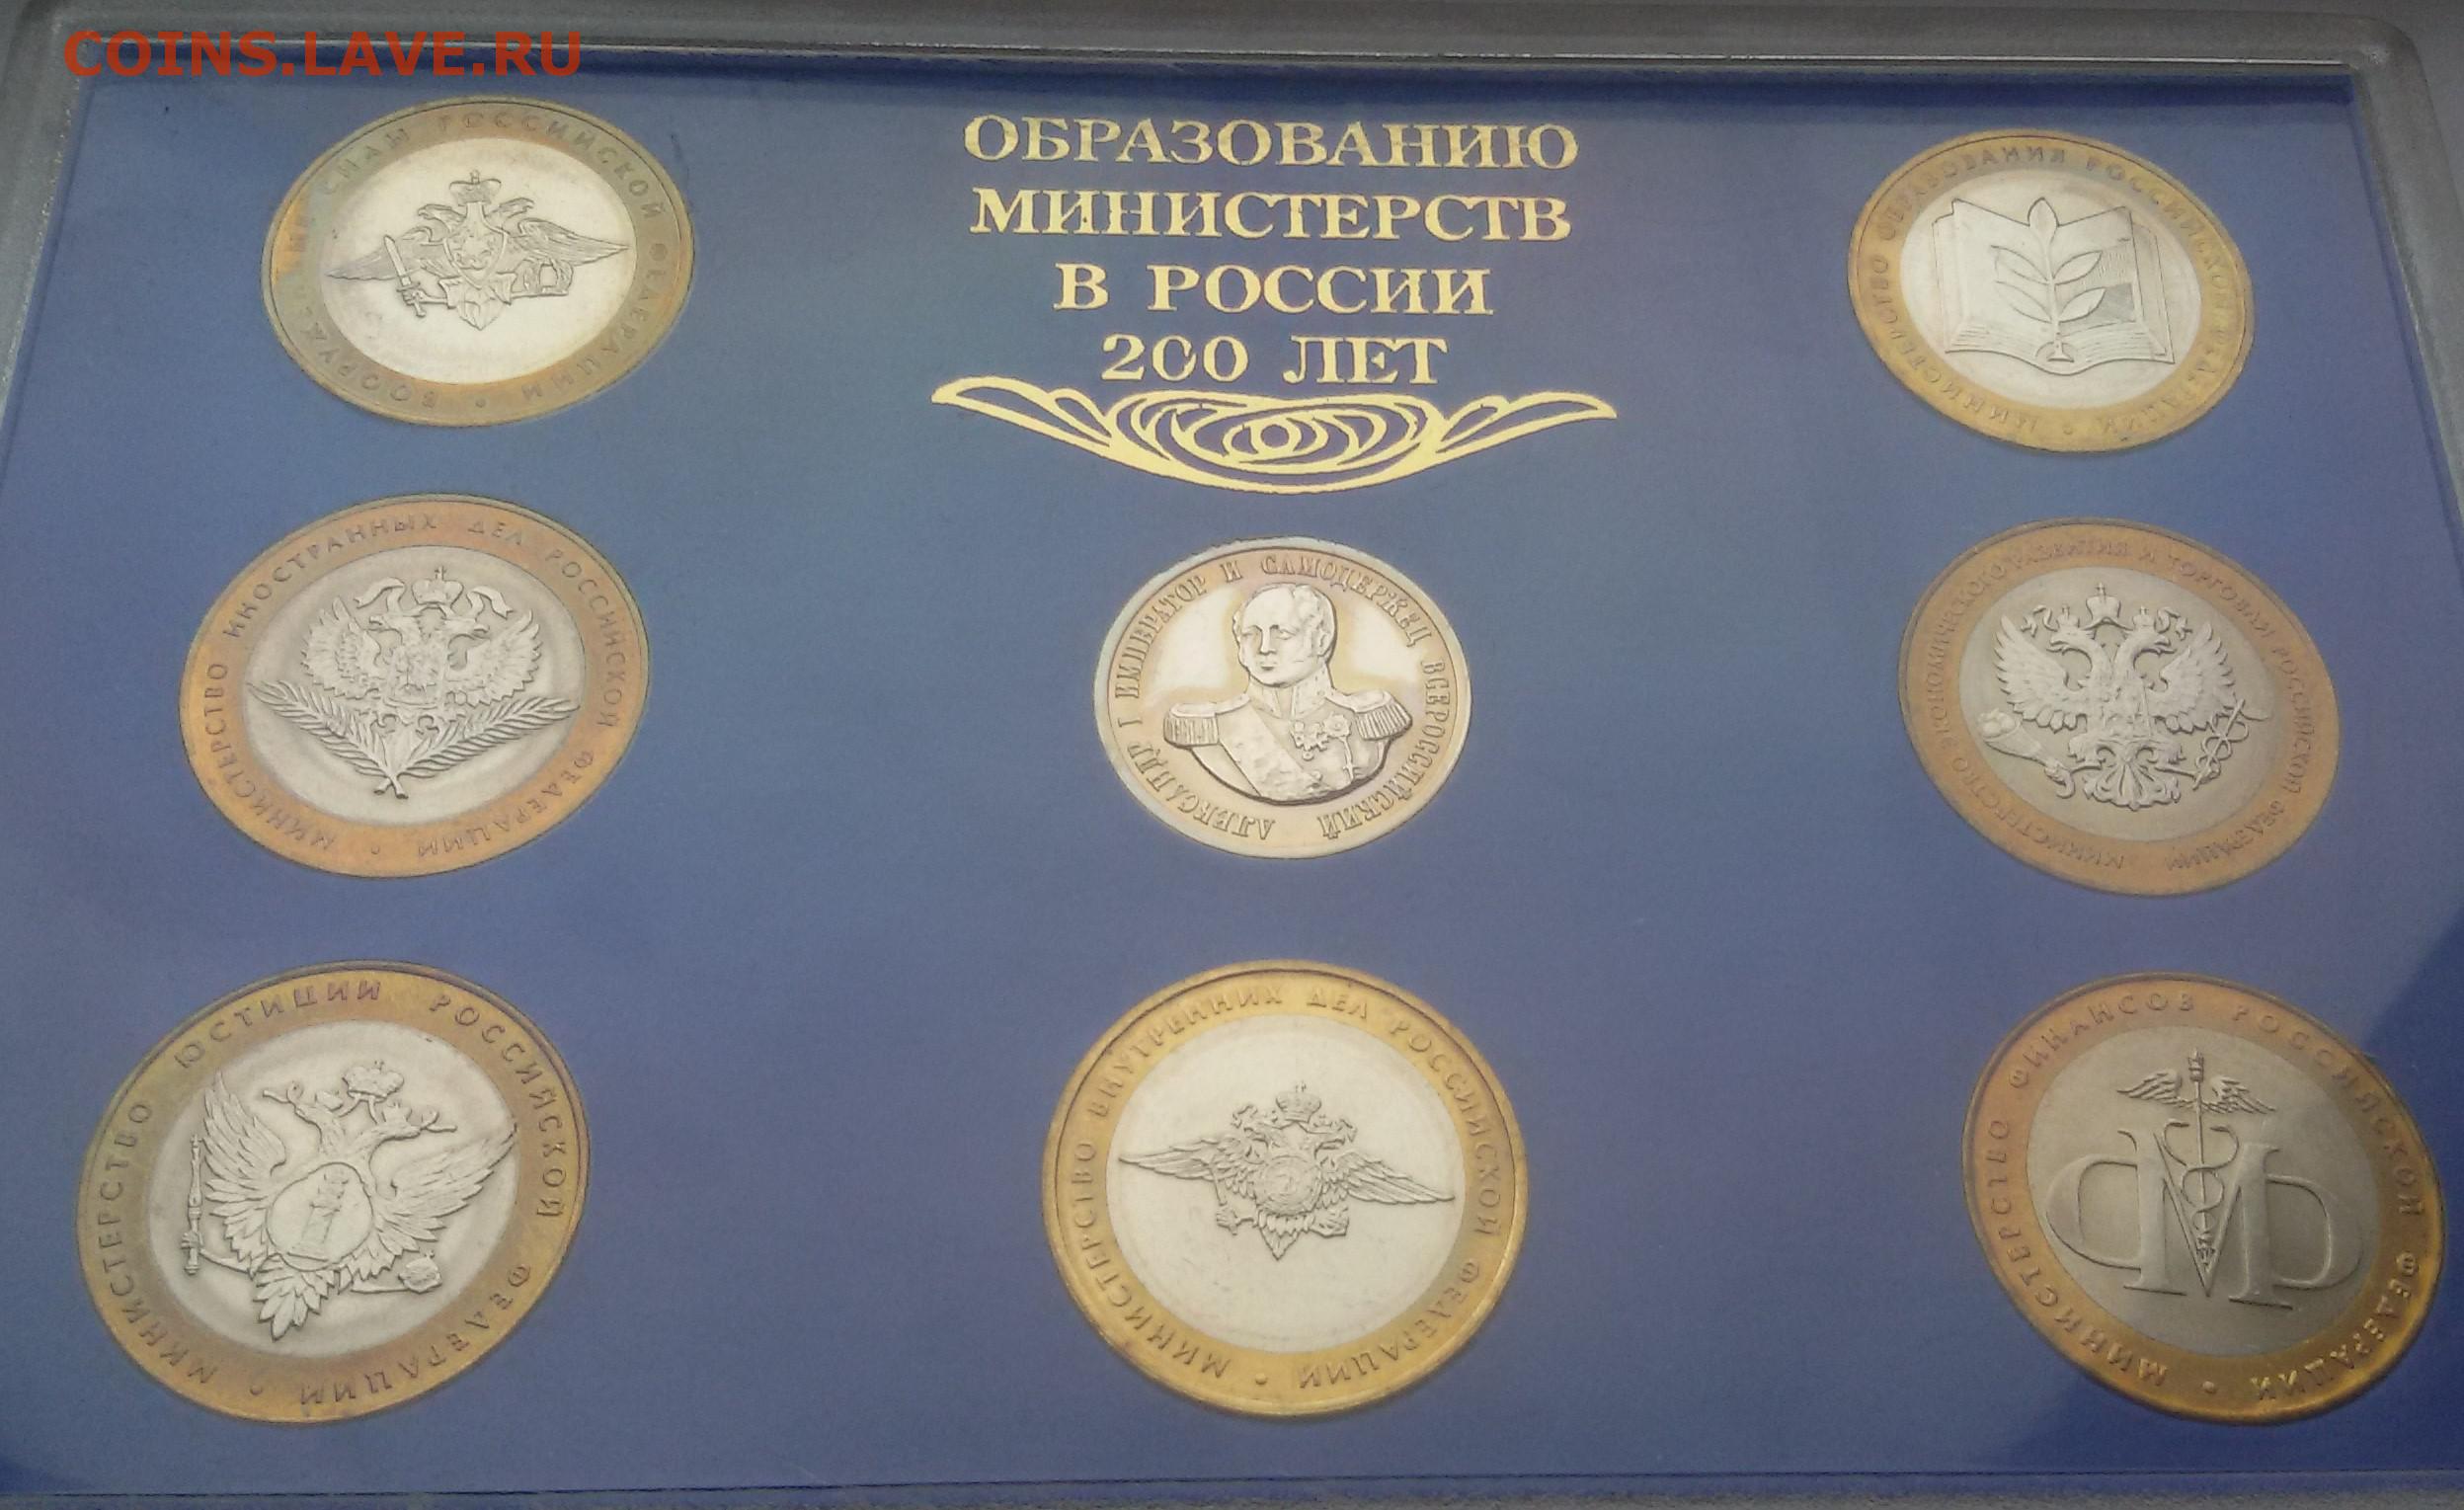 COINS.LAVE.RU
ОБРАЗОВАНИЮ
МИНИСТЕРСТВ
В РОССИИ
200 ЛЕТ
СИЛЫ РОССИЙСКОЙ ФЕДЕРАЦИИ •
МИНИСТЕРСТВО ОБРАЗОВАНИЯ РОССИЙСКОЙ ФЕДЕРАЦИИ •
МИНИСТЕРСТВО ИНОСТРАННЫХ ДЕЛ РОССИЙСКОЙ ФЕДЕРАЦИИ •
АЛЕКСАНДР I ИМПЕРАТОР И САМОДЕРЖЕЦ ВСЕРОССИЙСКИЙ
МИНИСТЕРСТВО ЭКОНОМИЧЕСКОГО РАЗВИТИЯ И ТОРГОВЛИ РОССИЙСКОЙ ФЕДЕРАЦИИ
МИНИСТЕРСТВО ЮСТИЦИИ РОССИЙСКОЙ ФЕДЕРАЦИИ •
МИНИСТЕРСТВО ВНУТРЕННИХ ДЕЛ РОССИЙСКОЙ ФЕДЕРАЦИИ •
МИНИСТЕРСТВО ФИНАНСОВ РОССИЙСКОЙ ФЕДЕРАЦИИ •
МФ